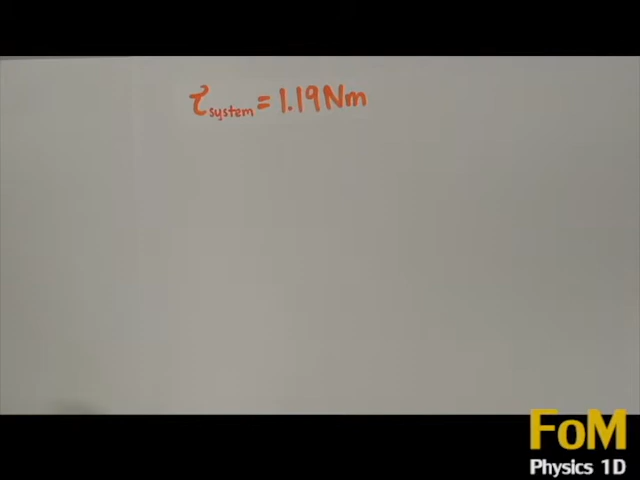 τsystem = 1.19Nm
FoM
Physics 1D